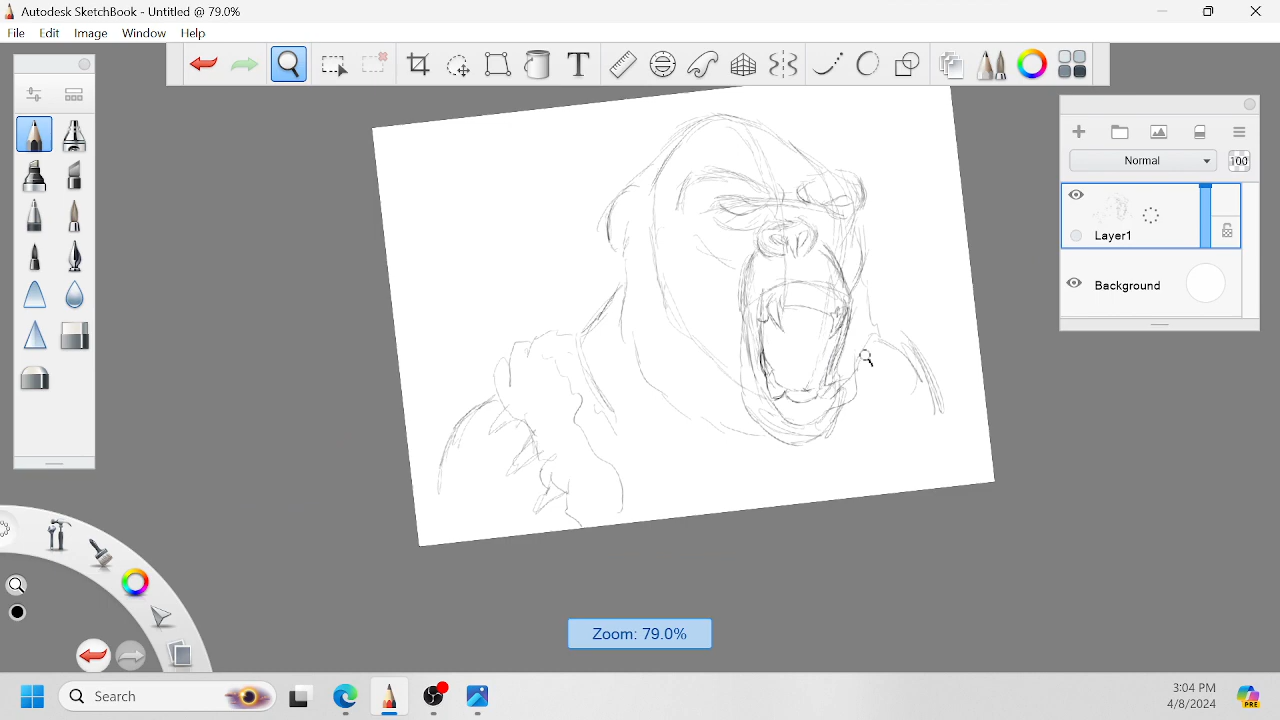 Autodesk SketchBook - Untitled @ 79.0%
File Edit Image Window Help
T
Normal 100
Layer1
Background
Zoom: 79.0%
Search
3:04 PM
4/8/2024
PRE